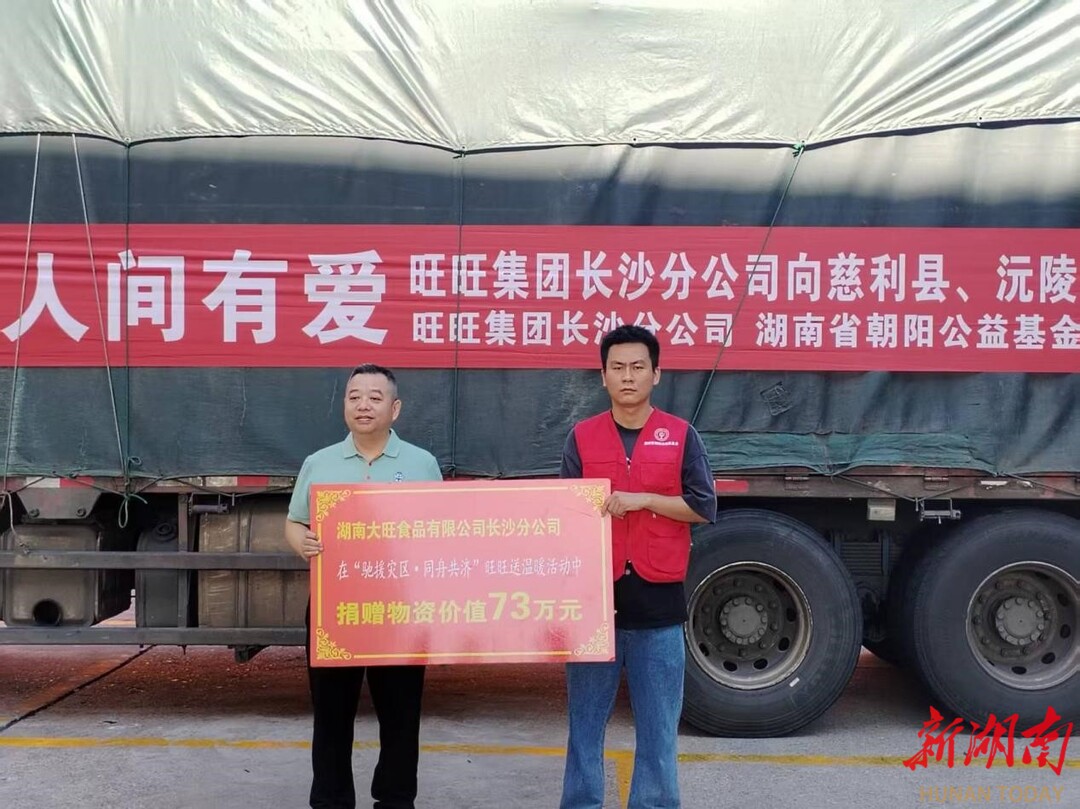 人间有爱
旺旺集团长沙分公司向慈利县、沅陵
旺旺集团长沙分公司 湖南省朝阳公益基金
湖南大旺食品有限公司长沙分公司
在“驰援灾区·同舟共济”旺旺送温暖活动中
捐赠物资价值73万元
新湖南
HUNAN TODAY